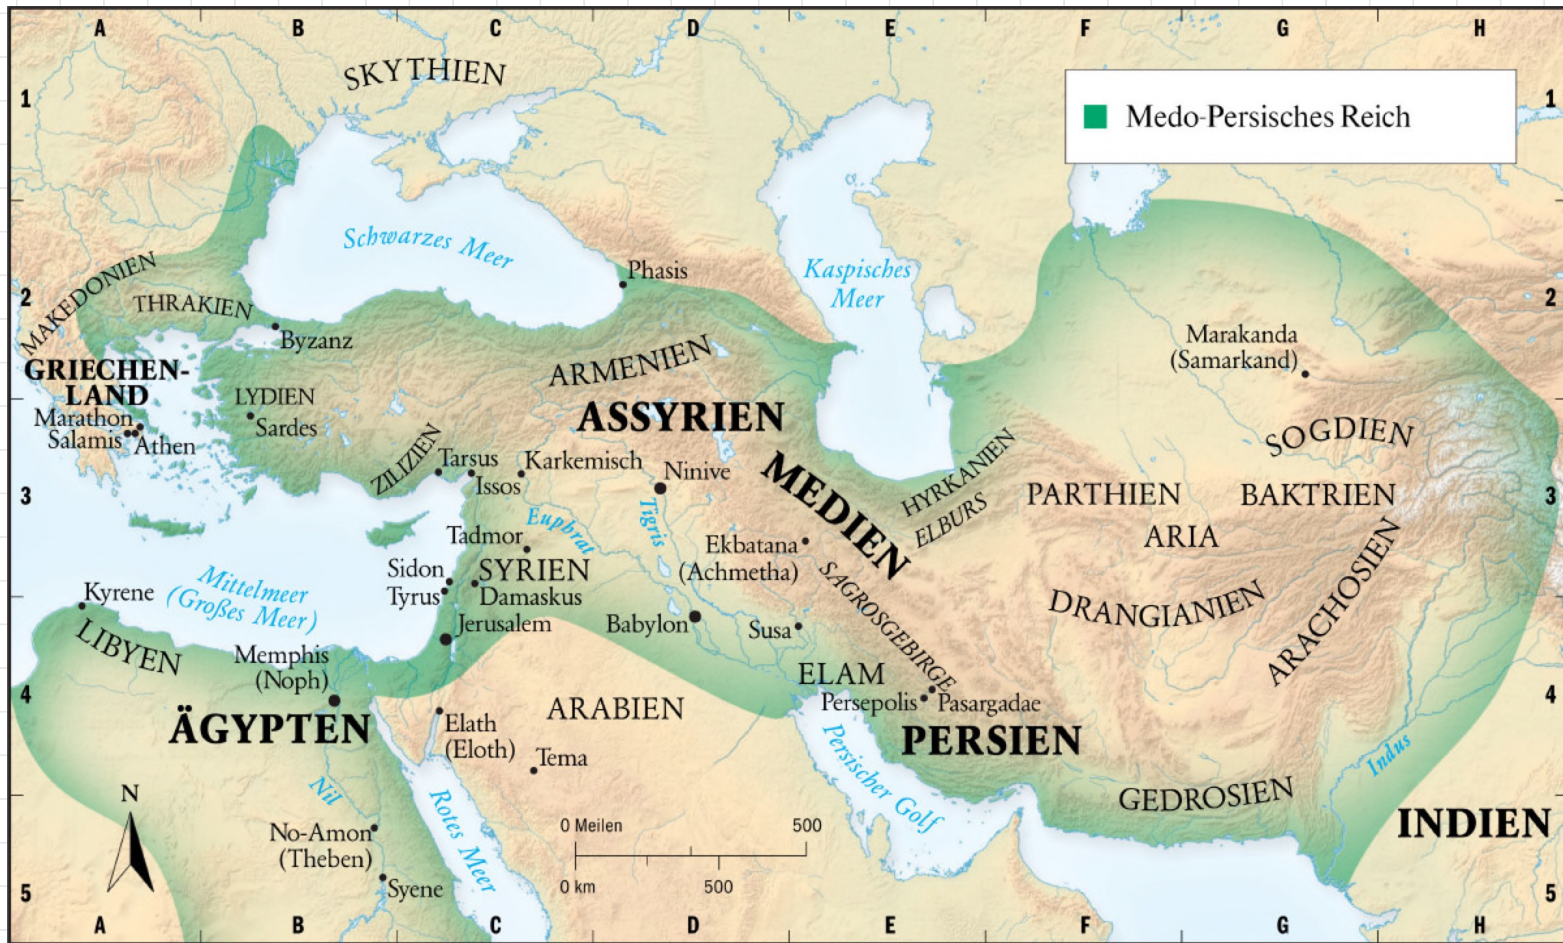 A B C D E F G H
SKYTHIEN
1 1
Medo-Persisches Reich
Schwarzes Meer
Kaspisches
Meer
Phasis
MAKEDONIEN
THRAKIEN
2 2
Byzanz
Marakanda
(Samarkand)
GRIECHEN-
LAND
ARMENIEN
LYDIEN
Sardes
ASSYRIEN
Marathon
Salamis
Athen
SOGDIEN
ZILIZIEN
Tarsus
Issos
Karkemisch
Ninive
MEDIEN
HYRKANIEN
ELBURS
3 3
PARTHIEN
BAKTRIEN
ARIA
Euphrat
Tigris
Tadmor
Ekbatana
(Achmetha)
Sidon
Tyrus
SYRIEN
Damaskus
Mittelmeer
(Großes Meer)
Kyrene
SAGROSGEBIRGE
DRANGIANIEN
ARACHOSIEN
Jerusalem
Babylon
Susa
LIBYEN
Memphis
(Noph)
ELAM
4 4
Persepolis
Pasargadae
ÄGYPTEN
Elath
(Eloth)
ARABIEN
PERSIEN
Tema
Persischer Golf
Indus
N
Nil
Rotes Meer
GEDROSIEN
INDIEN
No-Amon
(Theben)
0 Meilen 500
0 km 500
Syene
5 5
A B C D E F G H